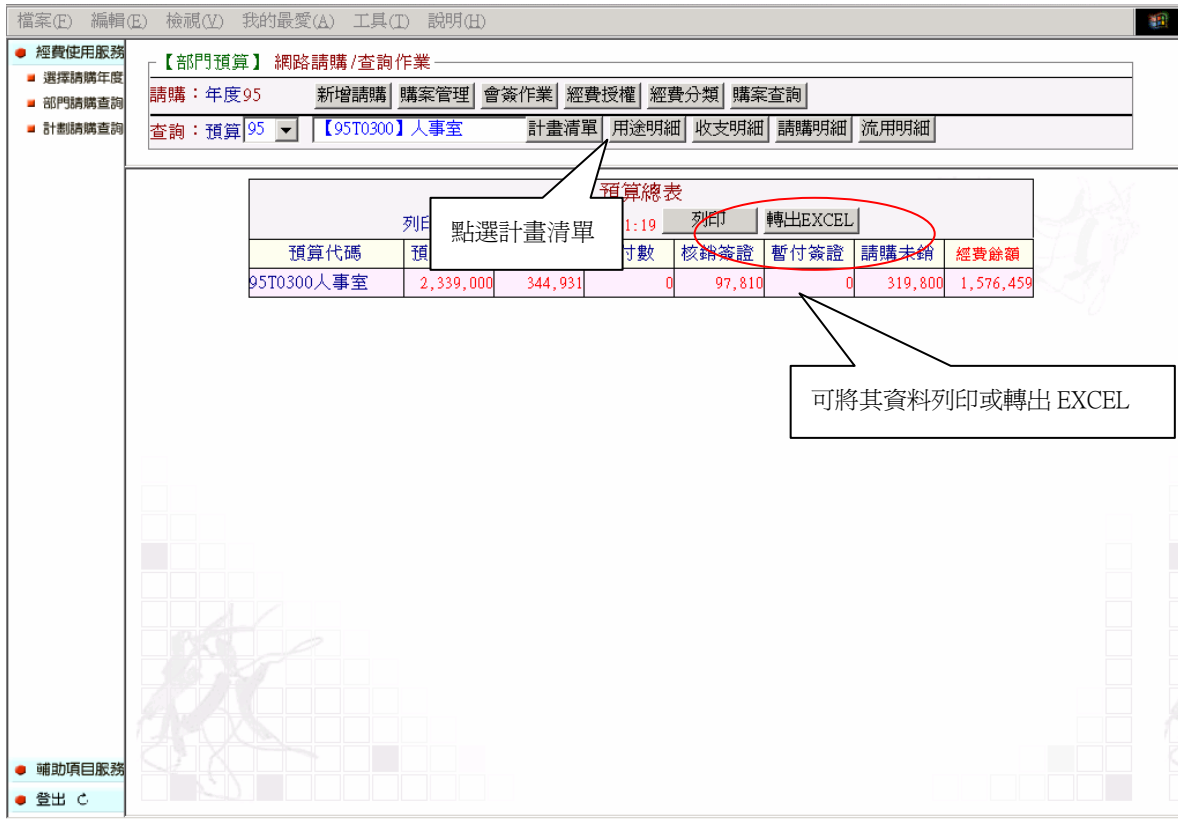 檔案(F) 編輯(E) 檢視(V) 我的最愛(A) 工具(T) 說明(H)
經費使用服務
選擇請購年度
部門請購查詢
計劃請購查詢
【部門預算】 網路請購/查詢作業
請購：年度95 新增請購 購案管理 會簽作業 經費授權 經費分類 購案查詢
查詢：預算 95 【95T0300】人事室 計畫清單 用途明細 收支明細 請購明細 流用明細
預算總表
點選計畫清單
列印 1:19 列印 轉出EXCEL
預算代碼 預 付數 核銷簽證 暫付簽證 請購未銷 經費餘額
95T0300人事室 2,339,000 344,931 0 97,810 0 319,800 1,576,459
可將其資料列印或轉出 EXCEL
輔助項目服務
登出